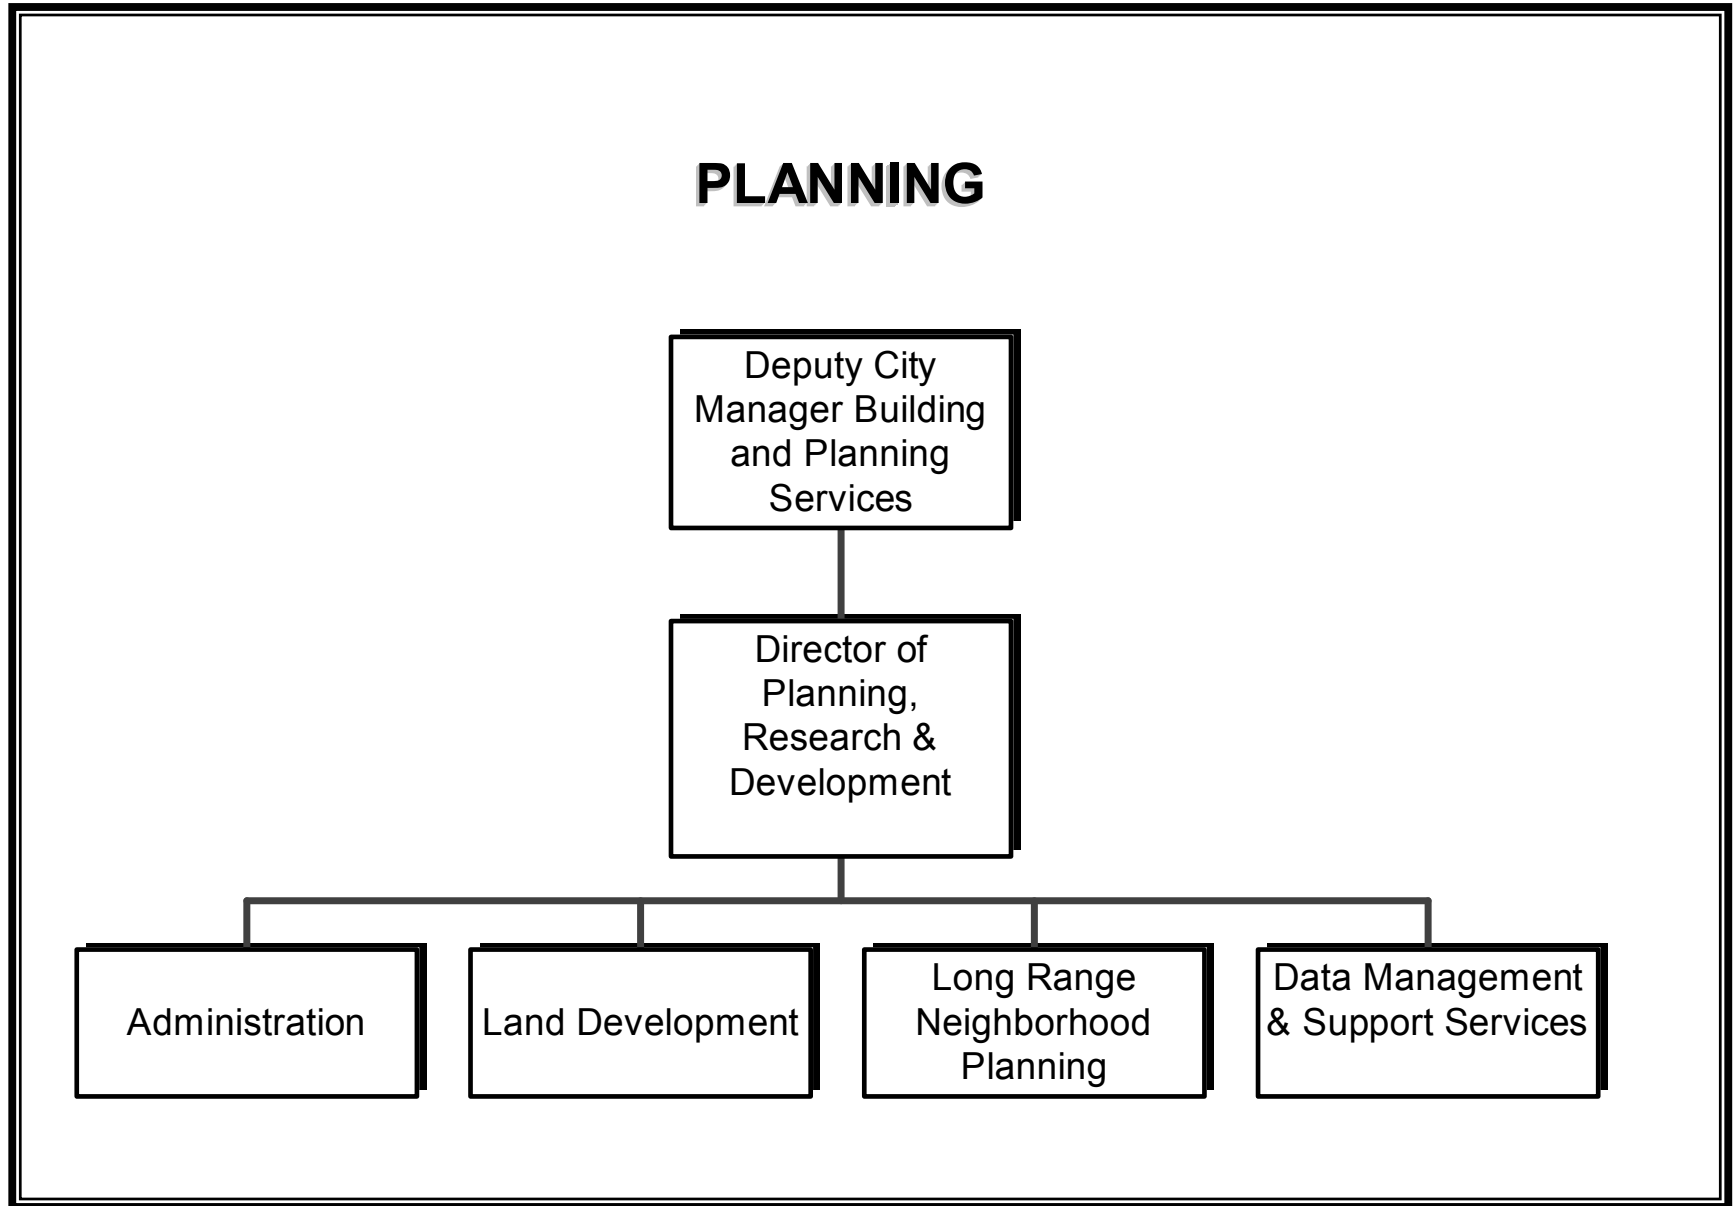 PLANNING
Deputy City
Manager Building
and Planning
Services
Director of
Planning,
Research &
Development
Administration
Land Development
Long Range
Neighborhood
Planning
Data Management
& Support Services